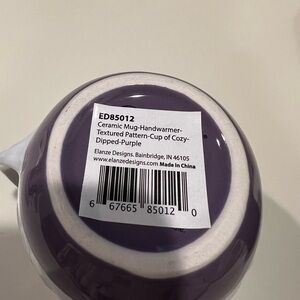 ED85012
Ceramic Mug-Handwarmer-
Textured Pattern-Cup of Cozy-
Dipped-Purple
Elanze Designs. Bainbridge, IN 46105
www.elanzedesigns.com Made In China
6 67665 85012 0